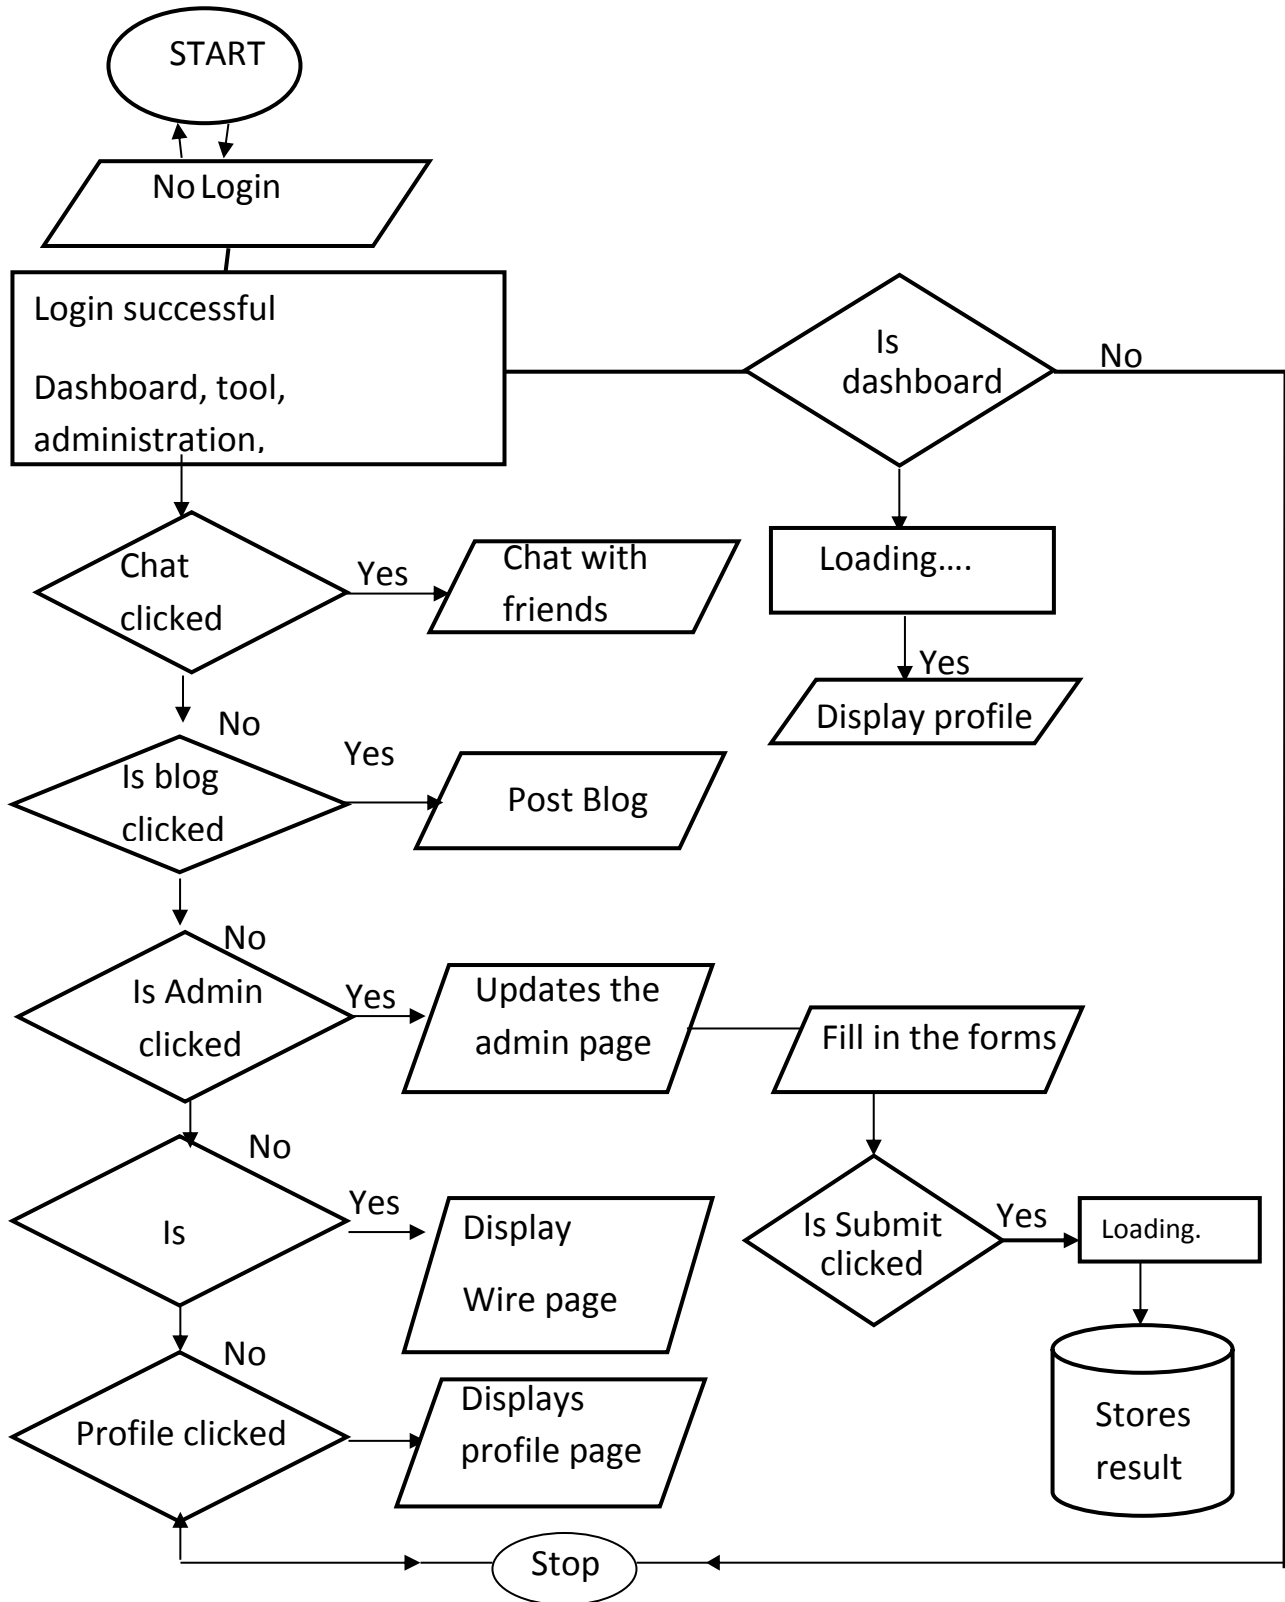 START
No Login
Login successful
Dashboard, tool,
administration,
Is
dashboard
No
Chat
clicked
Yes
Chat with
friends
Loading....
Yes
Display profile
No
Is blog
clicked
Yes
Post Blog
No
Is Admin
clicked
Yes
Updates the
admin page
Fill in the forms
No
Is
Yes
Display
Wire page
Is Submit
clicked
Yes
Loading.
Stores
result
No
Profile clicked
Displays
profile page
Stop